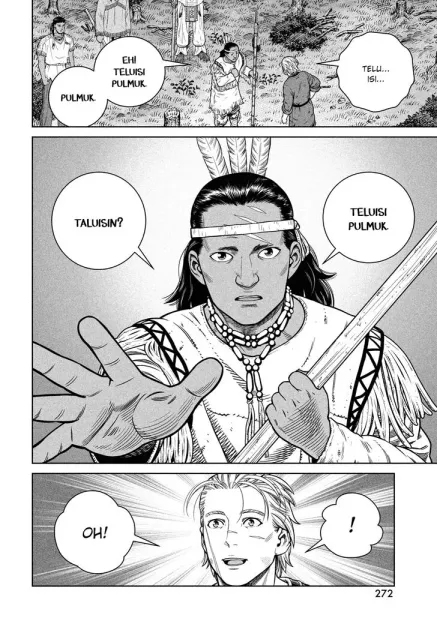 TELU...
ISI...
EH!
TELUISI
PULMUK.
PULMUK.
TELUISI
PULMUK.
TALUISIN?
!
OH!
272